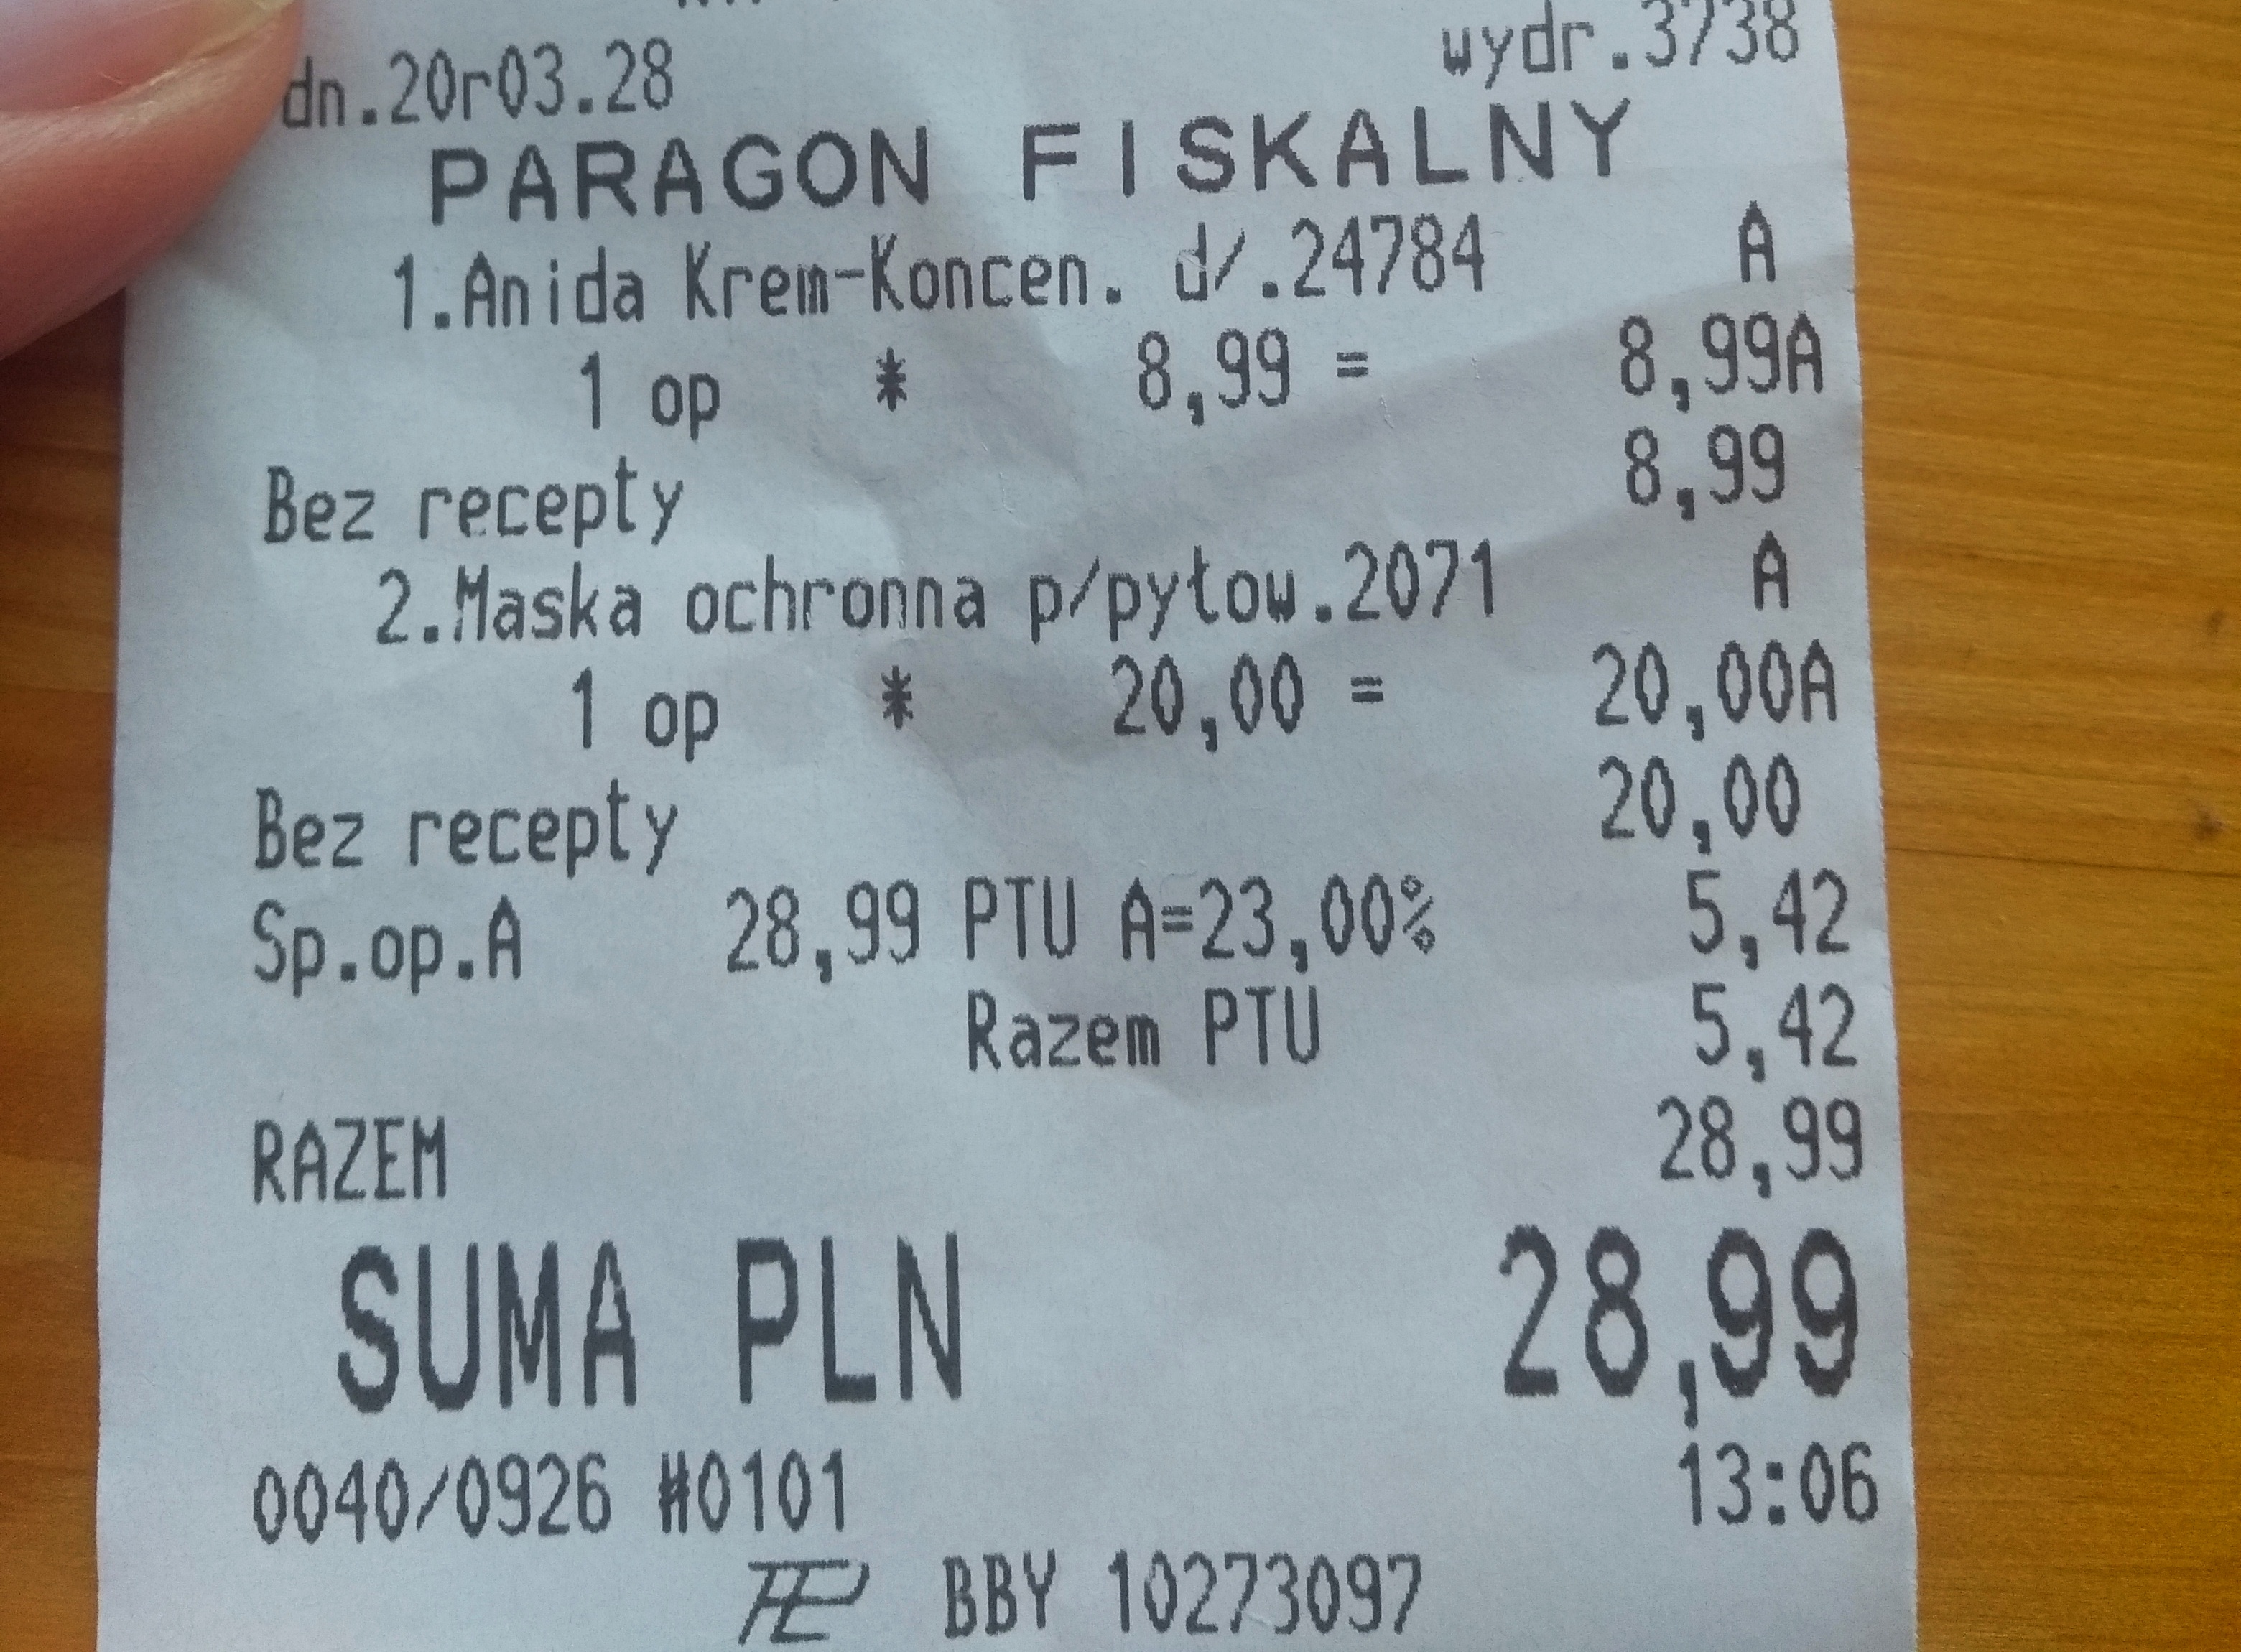 dn.20r03.28 wydr.3738
PARAGON FISKALNY
1.Anida Krem-Koncen. d/.24784 A
1 op * 8,99 = 8,99A
8,99
Bez recepty
2.Maska ochronna p/pyłow.2071 A
1 op * 20,00 = 20,00A
20,00
Bez recepty
Sp.op.A 28,99 PTU A=23,00% 5,42
Razem PTU 5,42
RAZEM 28,99
SUMA PLN 28,99
0040/0926 #0101 13:06
BBY 10273097